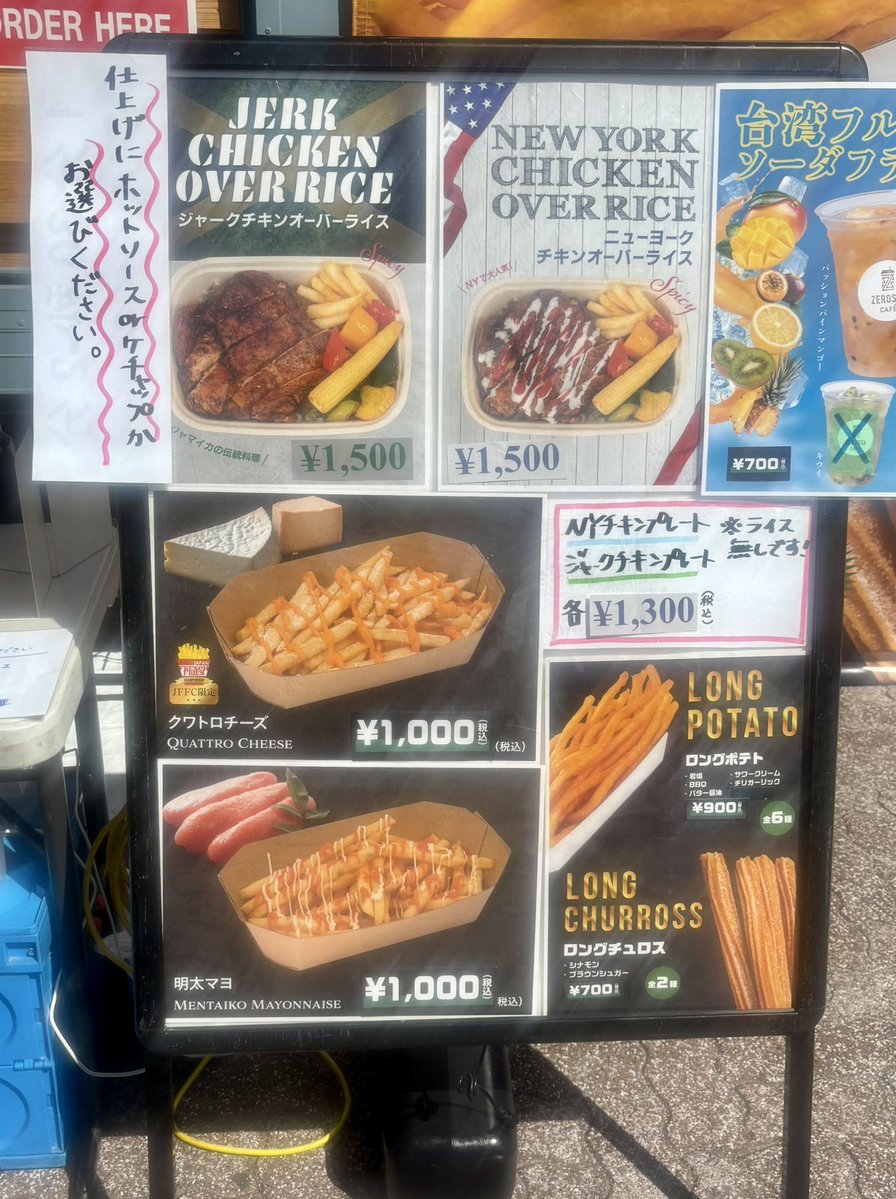 ORDER HERE
仕上げにホットソースorケチャップか
お選びください。
JERK
CHICKEN
OVER RICE
ジャークチキンオーバーライス
Spicy
ジャマイカの伝統料理
¥1,500
NEW YORK
CHICKEN
OVER RICE
ニューヨーク
チキンオーバーライス
NYで大人気!
Spicy
¥1,500
台湾フル
ソーダフ
パッションパインマンゴー
キウイ
¥700
クワトロチーズ
QUATTRO CHEESE
JAPAN
JFFC限定
¥1,000(税込)
(税込)
NYチキンプレート ※ライス
ジャークチキンプレート 無しです!
各¥1,300(税込)
明太マヨ
MENTAIKO MAYONNAISE
¥1,000(税込)
税込)
LONG
POTATO
ロングポテト
・岩塩 ・サワークリーム
・BBQ ・チリガーリック
・バター醤油
¥900
全6種
LONG
CHURROSS
ロングチュロス
・シナモン
・ブラウンシュガー
¥700
全2種
ださい